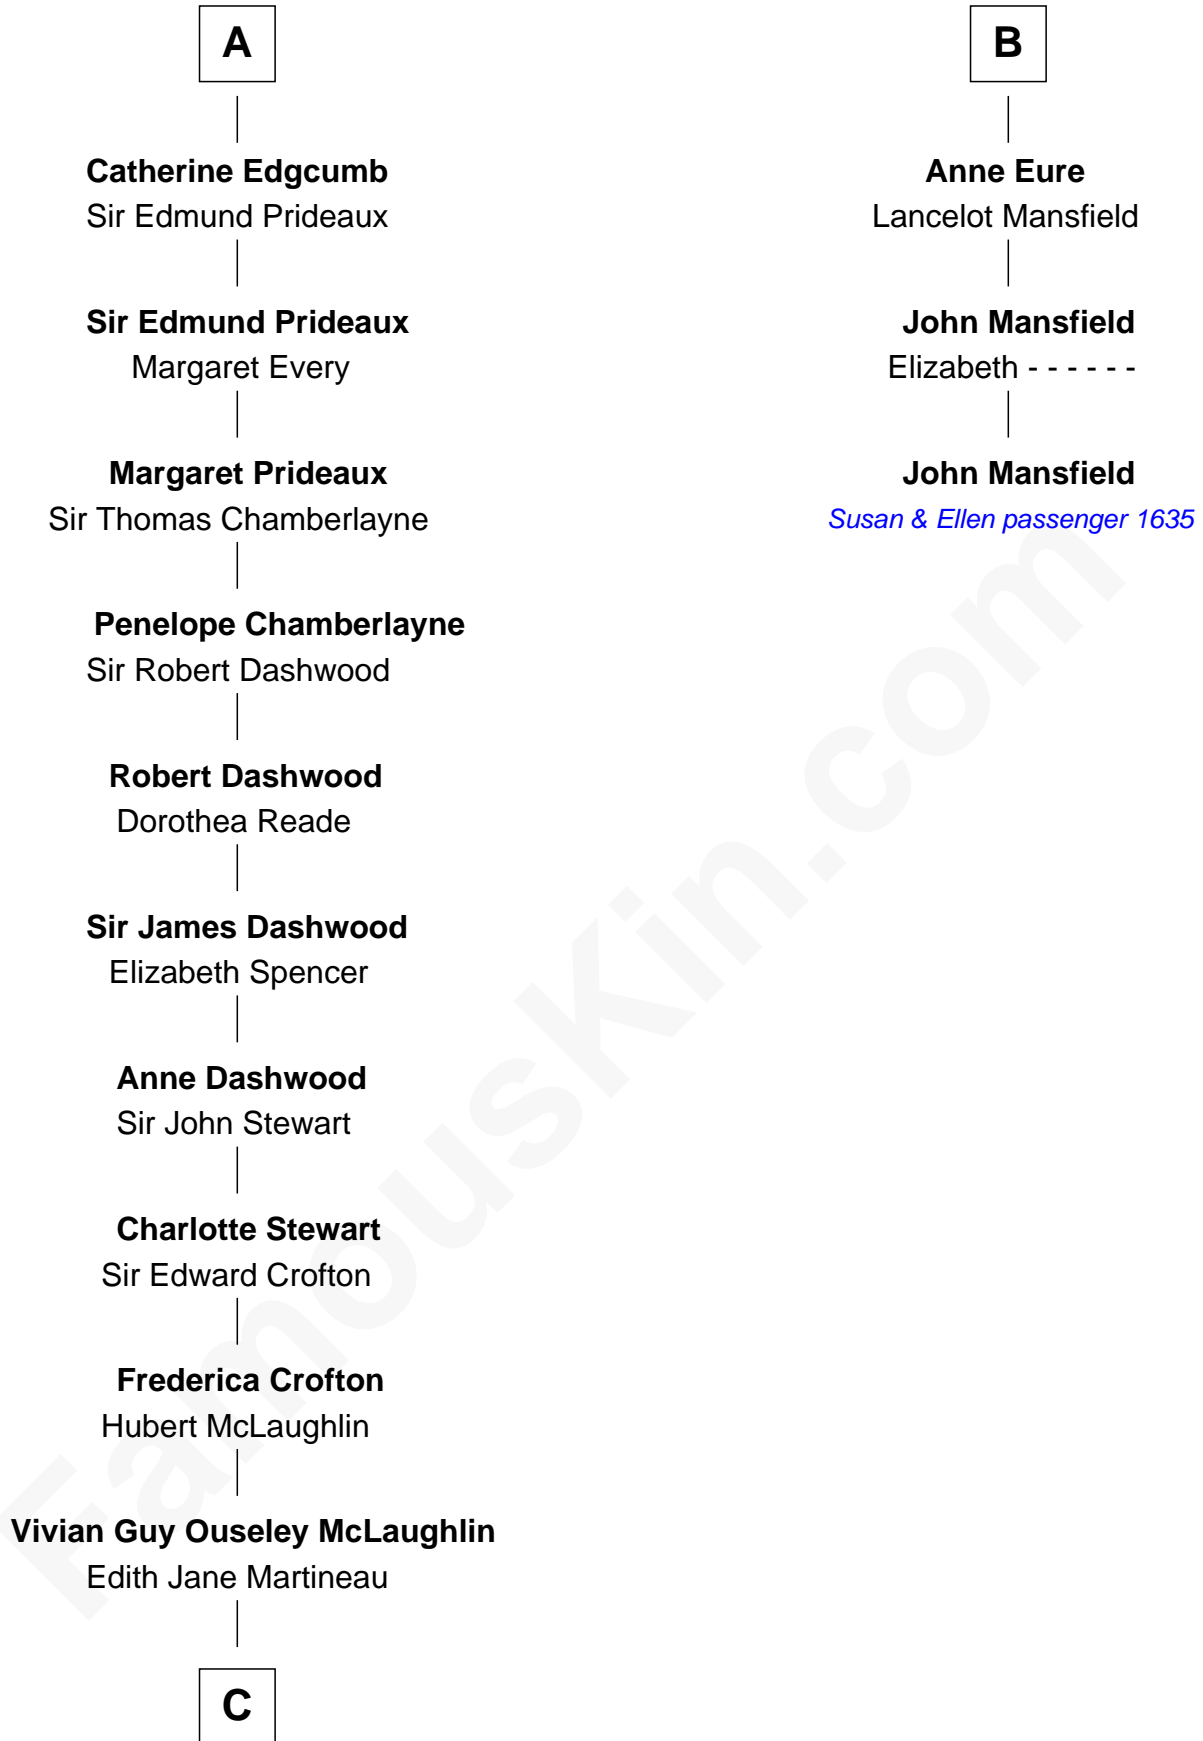 A
Catherine Edgcumb
Sir Edmund Prideaux
Sir Edmund Prideaux
Margaret Every
Margaret Prideaux
Sir Thomas Chamberlayne
Penelope Chamberlayne
Sir Robert Dashwood
Robert Dashwood
Dorothea Reade
Sir James Dashwood
Elizabeth Spencer
Anne Dashwood
Sir John Stewart
Charlotte Stewart
Sir Edward Crofton
Frederica Crofton
Hubert McLaughlin
Vivian Guy Ouseley McLaughlin
Edith Jane Martineau
C
B
Anne Eure
Lancelot Mansfield
John Mansfield
Elizabeth - - - - - -
John Mansfield
Susan & Ellen passenger 1635
FamousKin.com